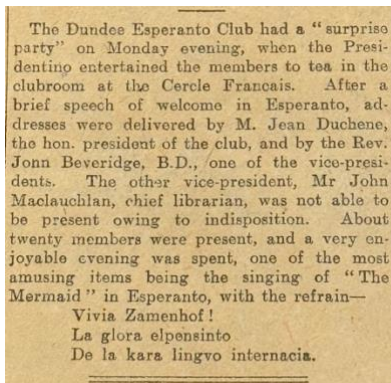 The Dundee Esperanto Club had a "surprise
party" on Monday evening, when the Presi-
dentino entertained the members to tea in the
clubroom at the Cercle Francais. After a
brief speech of welcome in Esperanto, ad-
dresses were delivered by M. Jean Duchene,
the hon. president of the club, and by the Rev.
Jonn Beveridge, B.D., one of the vice-presi-
dents. The other vice-president, Mr John
Maclauchlan, chief librarian, was not able to
be present owing to indisposition. About
twenty members were present, and a very en-
joyable evening was spent, one of the most
amusing items being the singing of "The
Mermaid" in Esperanto, with the refrain—
Vivia Zamenhof!
La glora elpensinto
De la kara lingvo internacia.